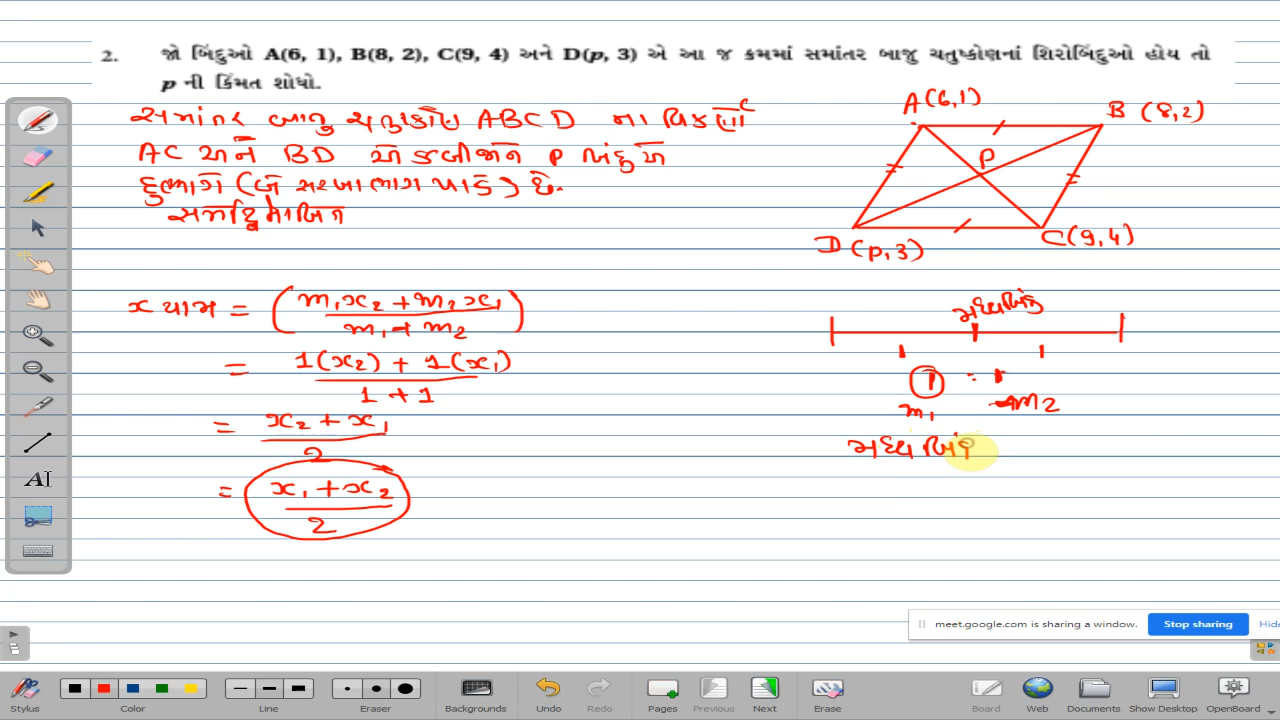 2. જો બિંદુઓ A(6, 1), B(8, 2), C(9, 4) અને D(p, 3) એ આ જ ક્રમમાં સમાંતર બાજુ ચતુષ્કોણનાં શિરોબિંદુઓ હોય તો
p ની કિંમત શોધો.
સમાંતર બાજુ ચતુષ્કોણ ABCD ના વિકર્ણો
AC અને BD એકબીજાને P બિંદુએ
દુભાગે (બે સરખા ભાગ પાડે) છે.
સમદ્વિભાજિત
A(6,1)
B (8,2)
P
D (p,3)
C(9,4)
x યામ = (m₁x₂ + m₂x₁ / m₁ + m₂)
= 1(x₂) + 1(x₁) / 1 + 1
= x₂ + x₁ / 2
= x₁ + x₂ / 2
મધ્યબિંદુ
1 : 1
m₁ m₂
meet.google.com is sharing a window. Stop sharing Hide
Stylus Color Line Eraser Backgrounds Undo Redo Pages Previous Next Erase Board Web Documents Show Desktop OpenBoard